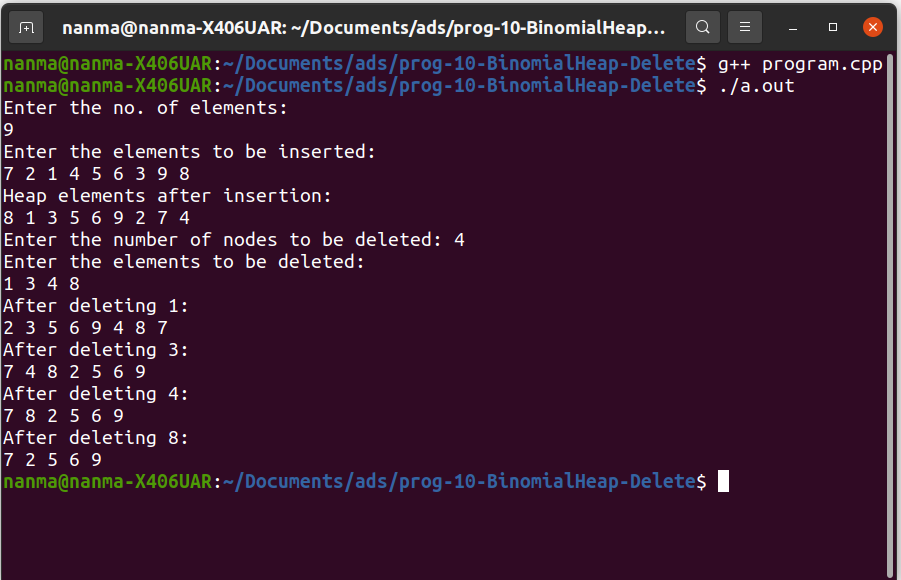 nanma@nanma-X406UAR: ~/Documents/ads/prog-10-BinomialHeap...
nanma@nanma-X406UAR:~/Documents/ads/prog-10-BinomialHeap-Delete$ g++ program.cpp
nanma@nanma-X406UAR:~/Documents/ads/prog-10-BinomialHeap-Delete$ ./a.out
Enter the no. of elements:
9
Enter the elements to be inserted:
7 2 1 4 5 6 3 9 8
Heap elements after insertion:
8 1 3 5 6 9 2 7 4
Enter the number of nodes to be deleted: 4
Enter the elements to be deleted:
1 3 4 8
After deleting 1:
2 3 5 6 9 4 8 7
After deleting 3:
7 4 8 2 5 6 9
After deleting 4:
7 8 2 5 6 9
After deleting 8:
7 2 5 6 9
nanma@nanma-X406UAR:~/Documents/ads/prog-10-BinomialHeap-Delete$